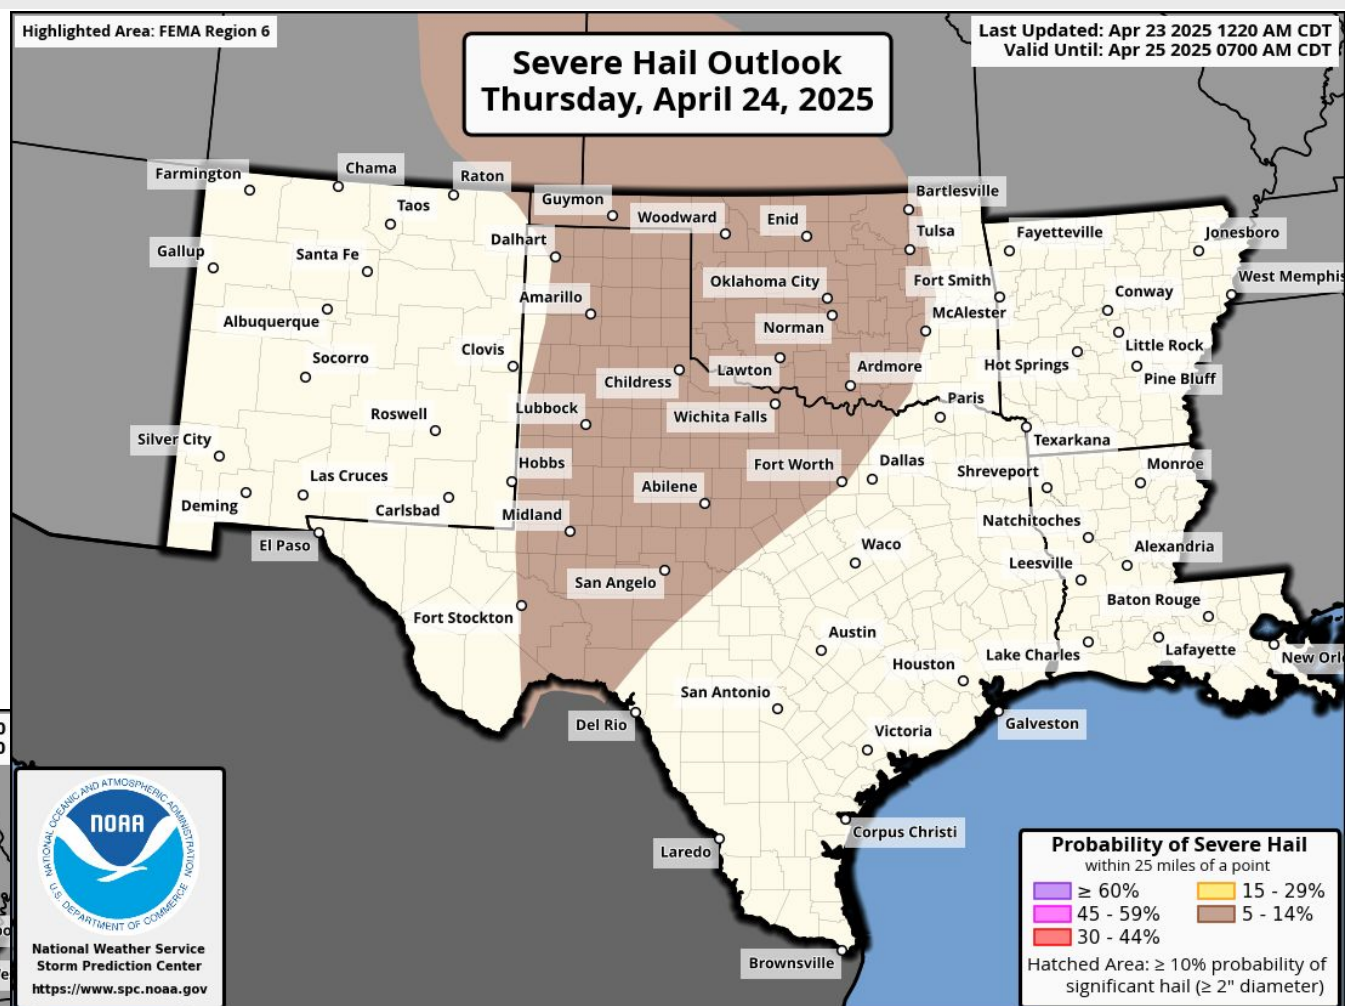 Highlighted Area: FEMA Region 6
Severe Hail Outlook
Thursday, April 24, 2025
Last Updated: Apr 23 2025 1220 AM CDT
Valid Until: Apr 25 2025 0700 AM CDT
Farmington
Chama
Raton
Taos
Guymon
Woodward
Enid
Bartlesville
Tulsa
Fayetteville
Jonesboro
Gallup
Santa Fe
Dalhart
Oklahoma City
Fort Smith
West Memphis
Albuquerque
Amarillo
Norman
McAlester
Conway
Little Rock
Socorro
Clovis
Childress
Lawton
Ardmore
Hot Springs
Pine Bluff
Roswell
Lubbock
Wichita Falls
Paris
Texarkana
Silver City
Las Cruces
Hobbs
Fort Worth
Dallas
Shreveport
Monroe
Deming
Carlsbad
Midland
Abilene
Natchitoches
El Paso
San Angelo
Waco
Leesville
Alexandria
Fort Stockton
Austin
Baton Rouge
Houston
Lake Charles
Lafayette
New Orl
Del Rio
San Antonio
Victoria
Galveston
Laredo
Corpus Christi
Brownsville
NATIONAL OCEANIC AND ATMOSPHERIC ADMINISTRATION
NOAA
U.S. DEPARTMENT OF COMMERCE
National Weather Service
Storm Prediction Center
https://www.spc.noaa.gov
Probability of Severe Hail
within 25 miles of a point
≥ 60%
15 - 29%
45 - 59%
5 - 14%
30 - 44%
Hatched Area: ≥ 10% probability of
significant hail (≥ 2" diameter)